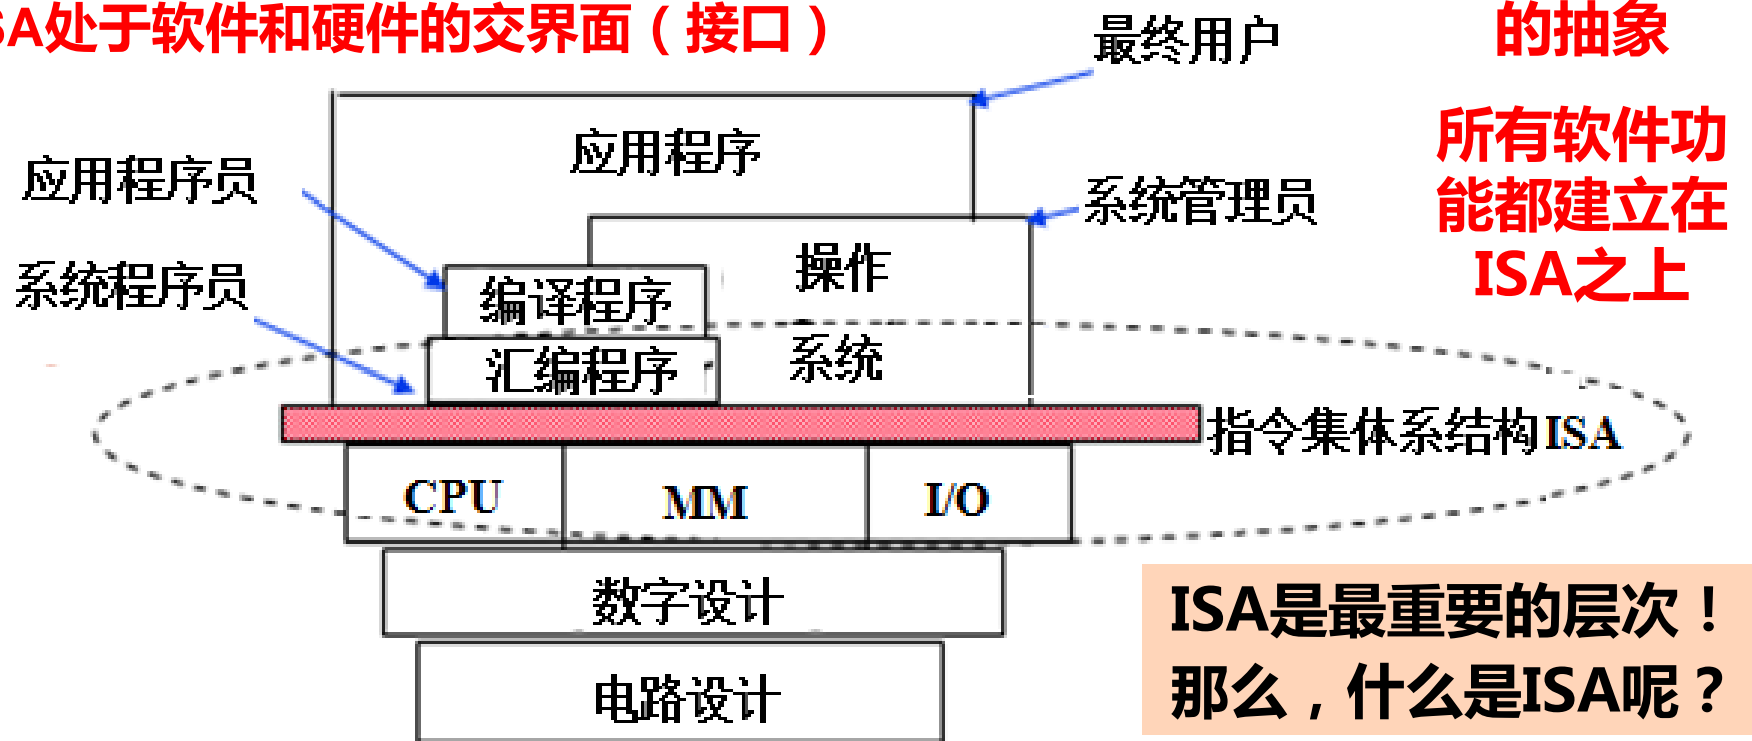 SA处于软件和硬件的交界面（接口）
最终用户
的抽象
应用程序
所有软件功
能都建立在
ISA之上
应用程序员
系统管理员
操作
系统
系统程序员
编译程序
汇编程序
指令集体系结构ISA
CPU
MM
I/O
数字设计
ISA是最重要的层次！
那么，什么是ISA呢？
电路设计